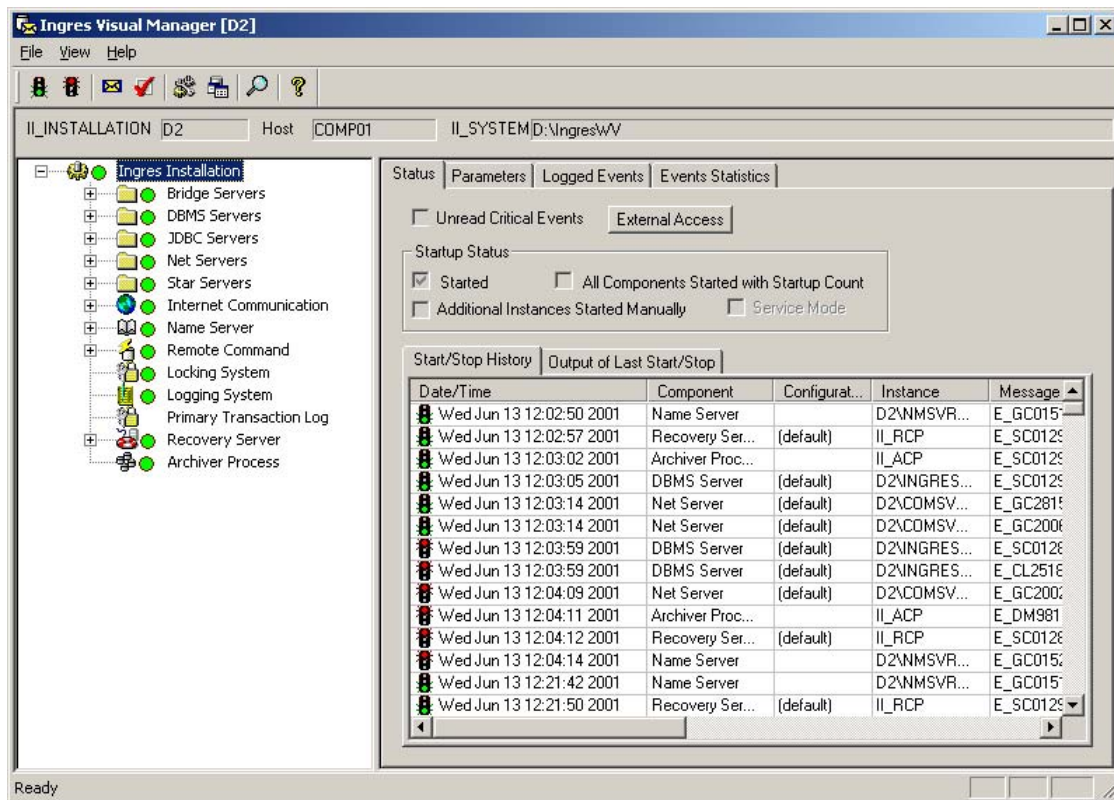 Ingres Visual Manager [D2]
File View Help
II_INSTALLATION D2 Host COMP01 II_SYSTEM D:\IngresWV
Ingres Installation
Bridge Servers
DBMS Servers
JDBC Servers
Net Servers
Star Servers
Internet Communication
Name Server
Remote Command
Locking System
Logging System
Primary Transaction Log
Recovery Server
Archiver Process
Status Parameters Logged Events Events Statistics
Unread Critical Events External Access
Startup Status
Started All Components Started with Startup Count
Additional Instances Started Manually Service Mode
Start/Stop History Output of Last Start/Stop
Date/Time Component Configurat... Instance Message
Wed Jun 13 12:02:50 2001 Name Server D2\NMSVR...
Wed Jun 13 12:02:57 2001 Recovery Ser... (default) II_RCP E_SC0129
Wed Jun 13 12:03:02 2001 Archiver Proc... II_ACP E_SC0129
Wed Jun 13 12:03:05 2001 DBMS Server (default) D2\INGRES... E_SC0129
Wed Jun 13 12:03:14 2001 Net Server (default) D2\COMSV... E_GC2815
Wed Jun 13 12:03:14 2001 Net Server (default) D2\COMSV... E_GC2006
Wed Jun 13 12:03:59 2001 DBMS Server (default) D2\INGRES... E_SC0128
Wed Jun 13 12:03:59 2001 DBMS Server (default) D2\INGRES... E_CL2518
Wed Jun 13 12:04:09 2001 Net Server (default) D2\COMSV... E_GC2002
Wed Jun 13 12:04:11 2001 Archiver Proc... II_ACP E_DM981
Wed Jun 13 12:04:12 2001 Recovery Ser... (default) II_RCP E_SC0128
Wed Jun 13 12:04:14 2001 Name Server D2\NMSVR... E_GC0152
Wed Jun 13 12:21:42 2001 Name Server D2\NMSVR...
Wed Jun 13 12:21:50 2001 Recovery Ser... (default) II_RCP E_SC0129
Ready